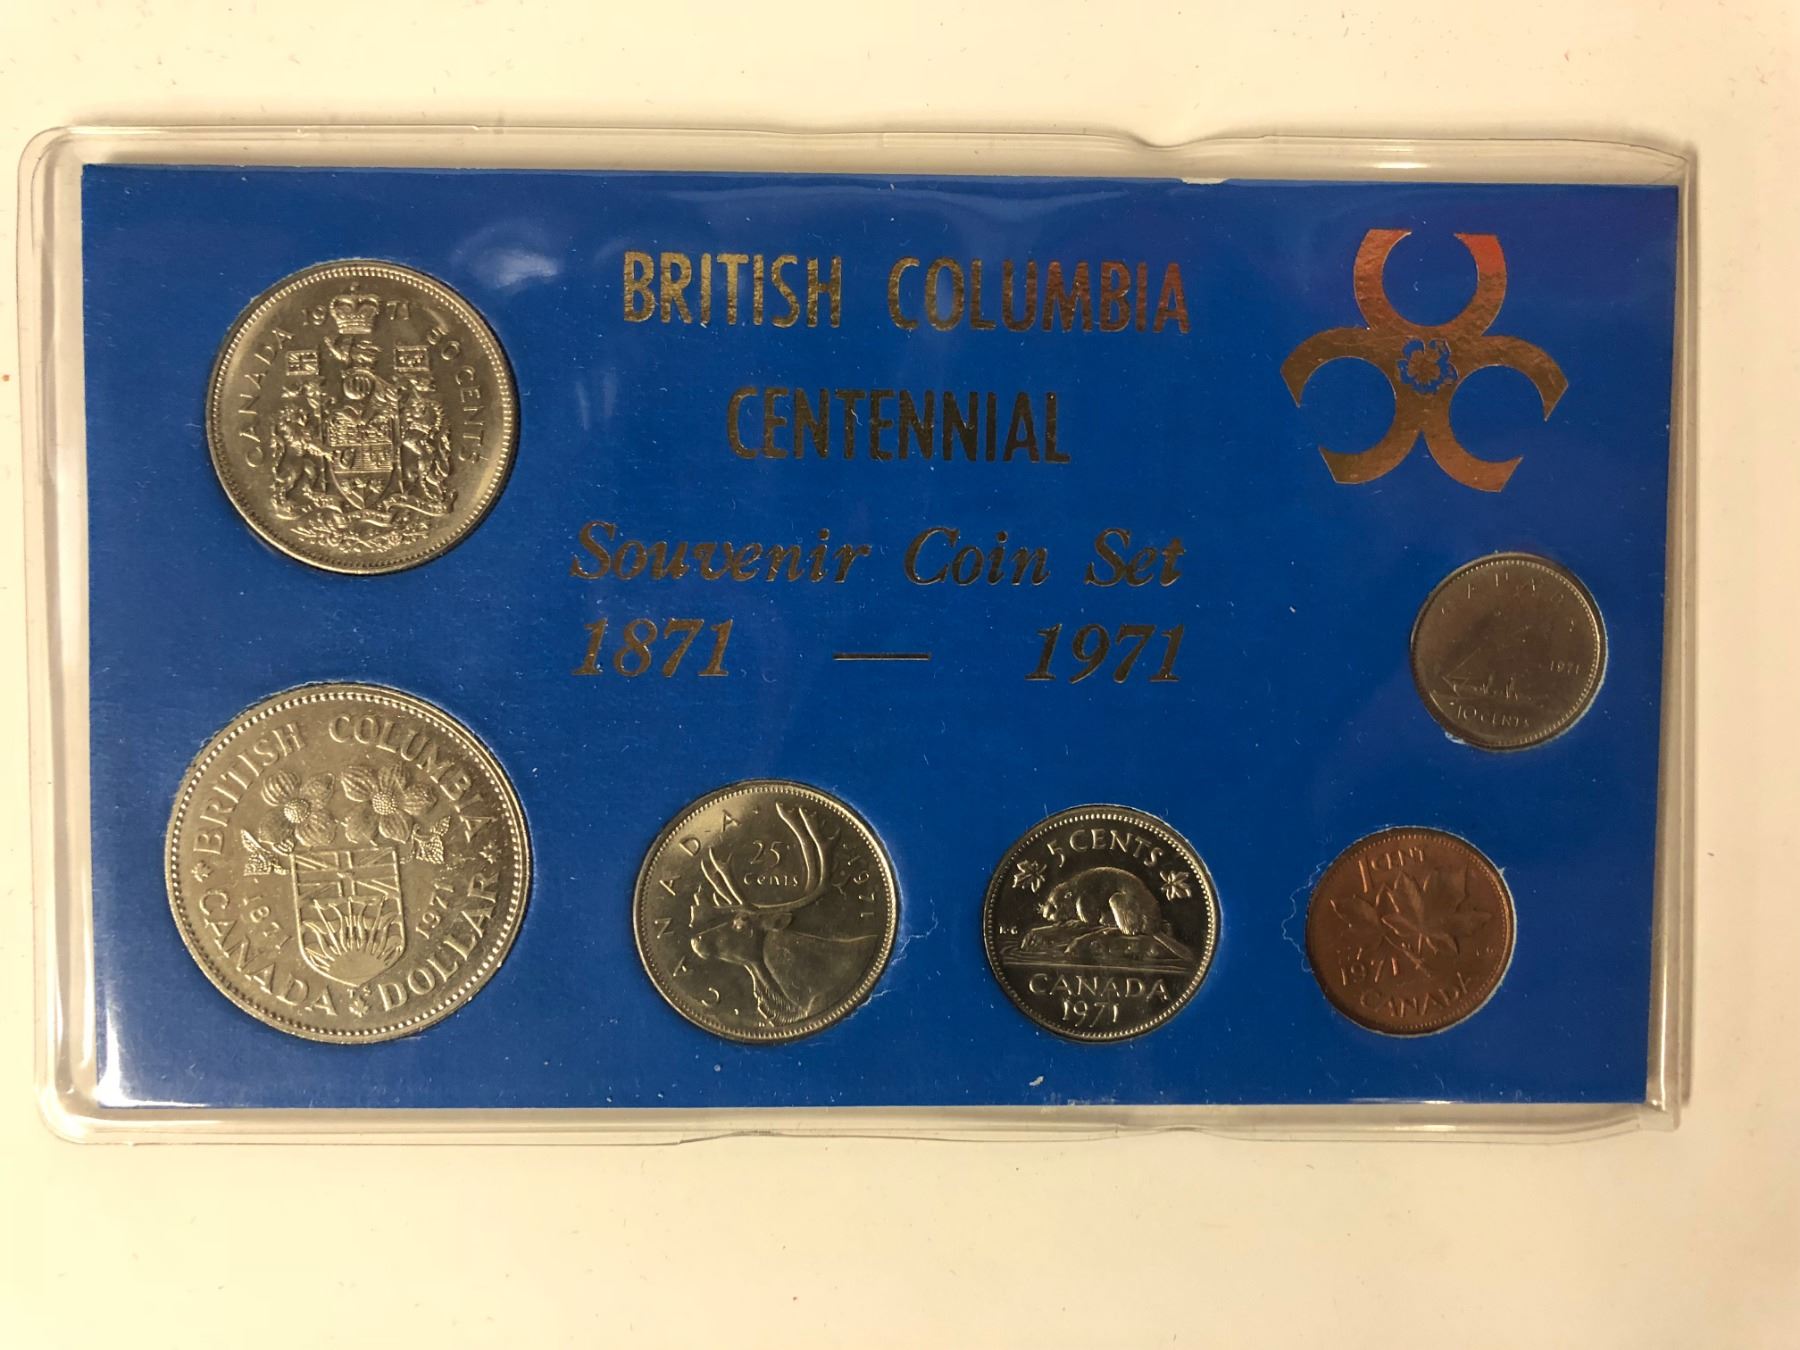 BRITISH COLUMBIA
CENTENNIAL
Souvenir Coin Set
1871 — 1971
CANADA 1971 50 CENTS
BRITISH COLUMBIA
1871 1971
CANADA DOLLAR
CANADA 1971
25
cents
5 CENTS
K·G
CANADA
1971
CANADA
1971
10 CENTS
1 CENT
1971
CANADA